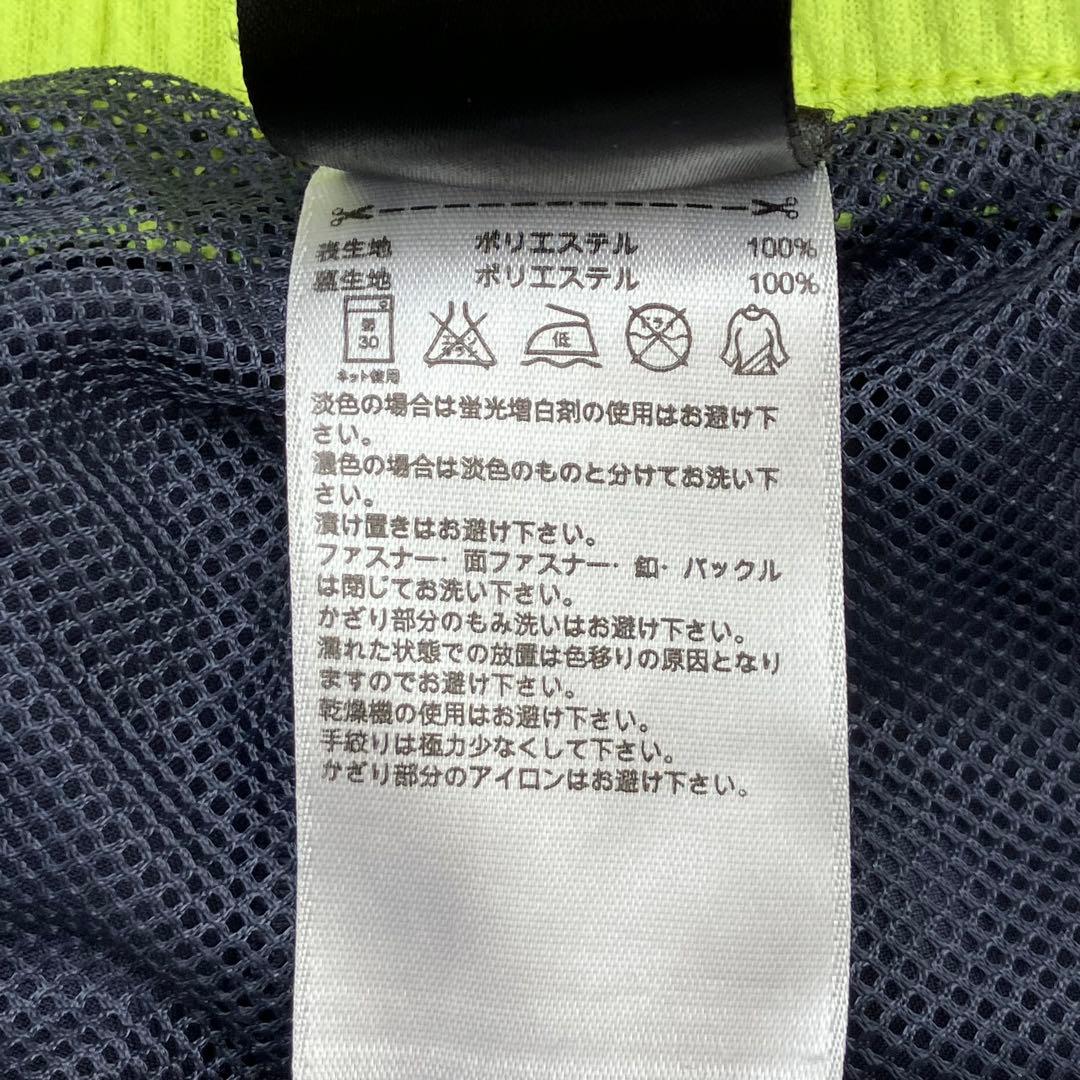 表生地 ポリエステル 100%
裏生地 ポリエステル 100%
30
エンソ
サラシ
低
ドライ
ネット使用
淡色の場合は蛍光増白剤の使用はお避け下
さい。
濃色の場合は淡色のものと分けてお洗い下
さい。
漬け置きはお避け下さい。
ファスナー・面ファスナー・釦・バックル
は閉じてお洗い下さい。
かざり部分のもみ洗いはお避け下さい。
濡れた状態での放置は色移りの原因となり
ますのでお避け下さい。
乾燥機の使用はお避け下さい。
手絞りは極力少なくして下さい。
かざり部分のアイロンはお避け下さい。